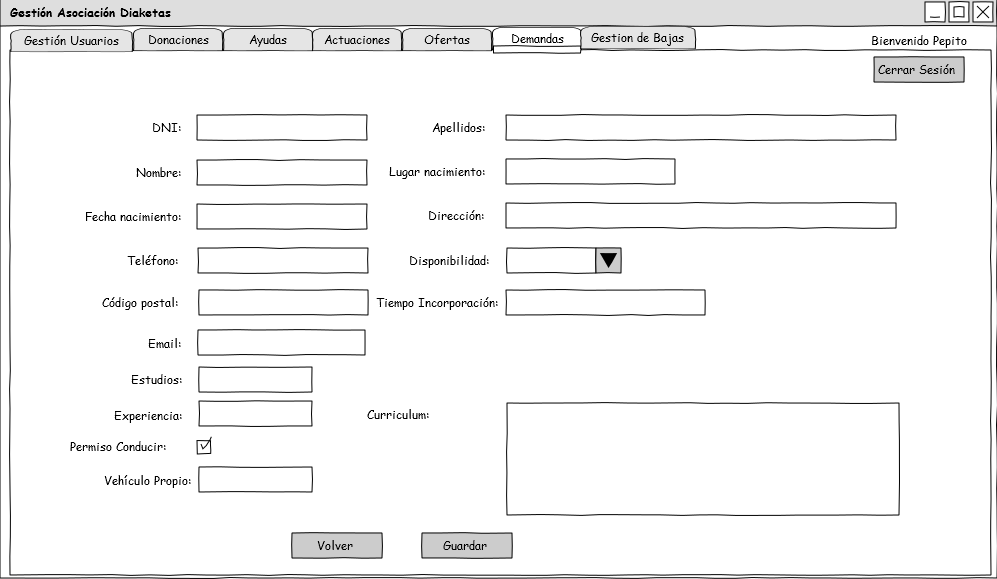 Gestión Asociación Diaketas
Gestión Usuarios
Donaciones
Ayudas
Actuaciones
Ofertas
Demandas
Gestion de Bajas
Bienvenido Pepito
Cerrar Sesión
DNI:
Apellidos:
Nombre:
Lugar nacimiento:
Fecha nacimiento:
Dirección:
Teléfono:
Disponibilidad:
Código postal:
Tiempo Incorporación:
Email:
Estudios:
Experiencia:
Curriculum:
Permiso Conducir:
Vehículo Propio:
Volver
Guardar